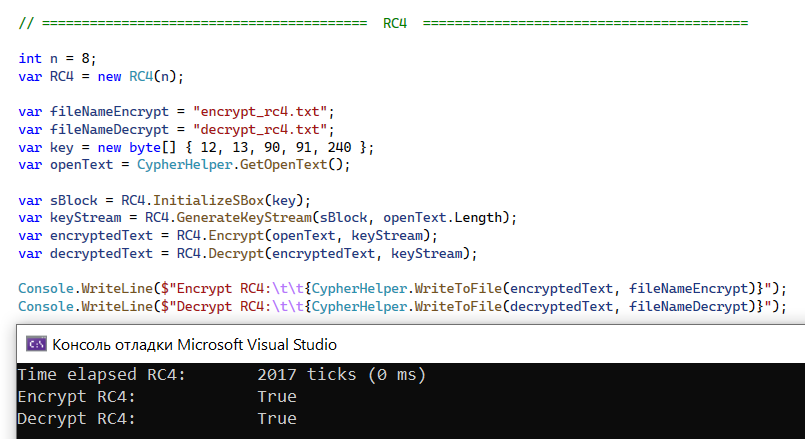 // ========================================= RC4 =========================================
int n = 8;
var RC4 = new RC4(n);
var fileNameEncrypt = "encrypt_rc4.txt";
var fileNameDecrypt = "decrypt_rc4.txt";
var key = new byte[] { 12, 13, 90, 91, 240 };
var openText = CypherHelper.GetOpenText();
var sBlock = RC4.InitializeSBox(key);
var keyStream = RC4.GenerateKeyStream(sBlock, openText.Length);
var encryptedText = RC4.Encrypt(openText, keyStream);
var decryptedText = RC4.Decrypt(encryptedText, keyStream);
Console.WriteLine($"Encrypt RC4:\t\t{CypherHelper.WriteToFile(encryptedText, fileNameEncrypt)}");
Console.WriteLine($"Decrypt RC4:\t\t{CypherHelper.WriteToFile(decryptedText, fileNameDecrypt)}");
C:\ Консоль отладки Microsoft Visual Studio
Time elapsed RC4: 2017 ticks (0 ms)
Encrypt RC4: True
Decrypt RC4: True